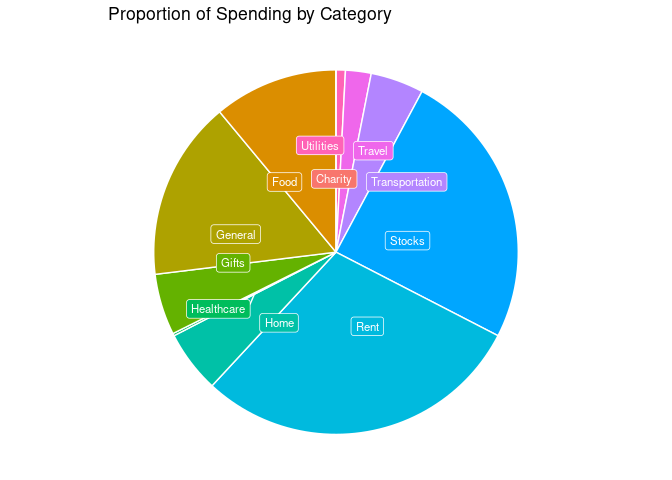 Proportion of Spending by Category
Utilities
Travel
Food
Charity
Transportation
General
Stocks
Gifts
Healthcare
Home
Rent